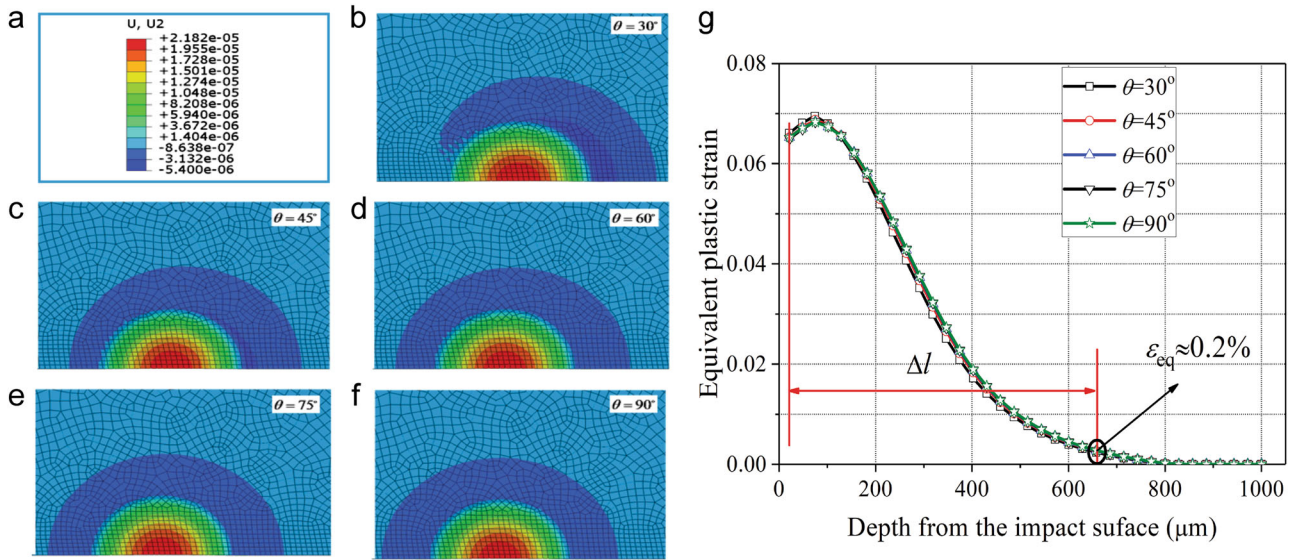 a
U, U2
+2.182e-05
+1.955e-05
+1.728e-05
+1.501e-05
+1.274e-05
+1.048e-05
+8.208e-06
+5.940e-06
+3.672e-06
+1.404e-06
-8.638e-07
-3.132e-06
-5.400e-06
b
θ = 30°
c
θ = 45°
d
θ = 60°
e
θ = 75°
f
θ = 90°
g
Equivalent plastic strain
0.08
0.06
0.04
0.02
0.00
θ=30°
θ=45°
θ=60°
θ=75°
θ=90°
Δl
εeq≈0.2%
0 200 400 600 800 1000
Depth from the impact suface (μm)